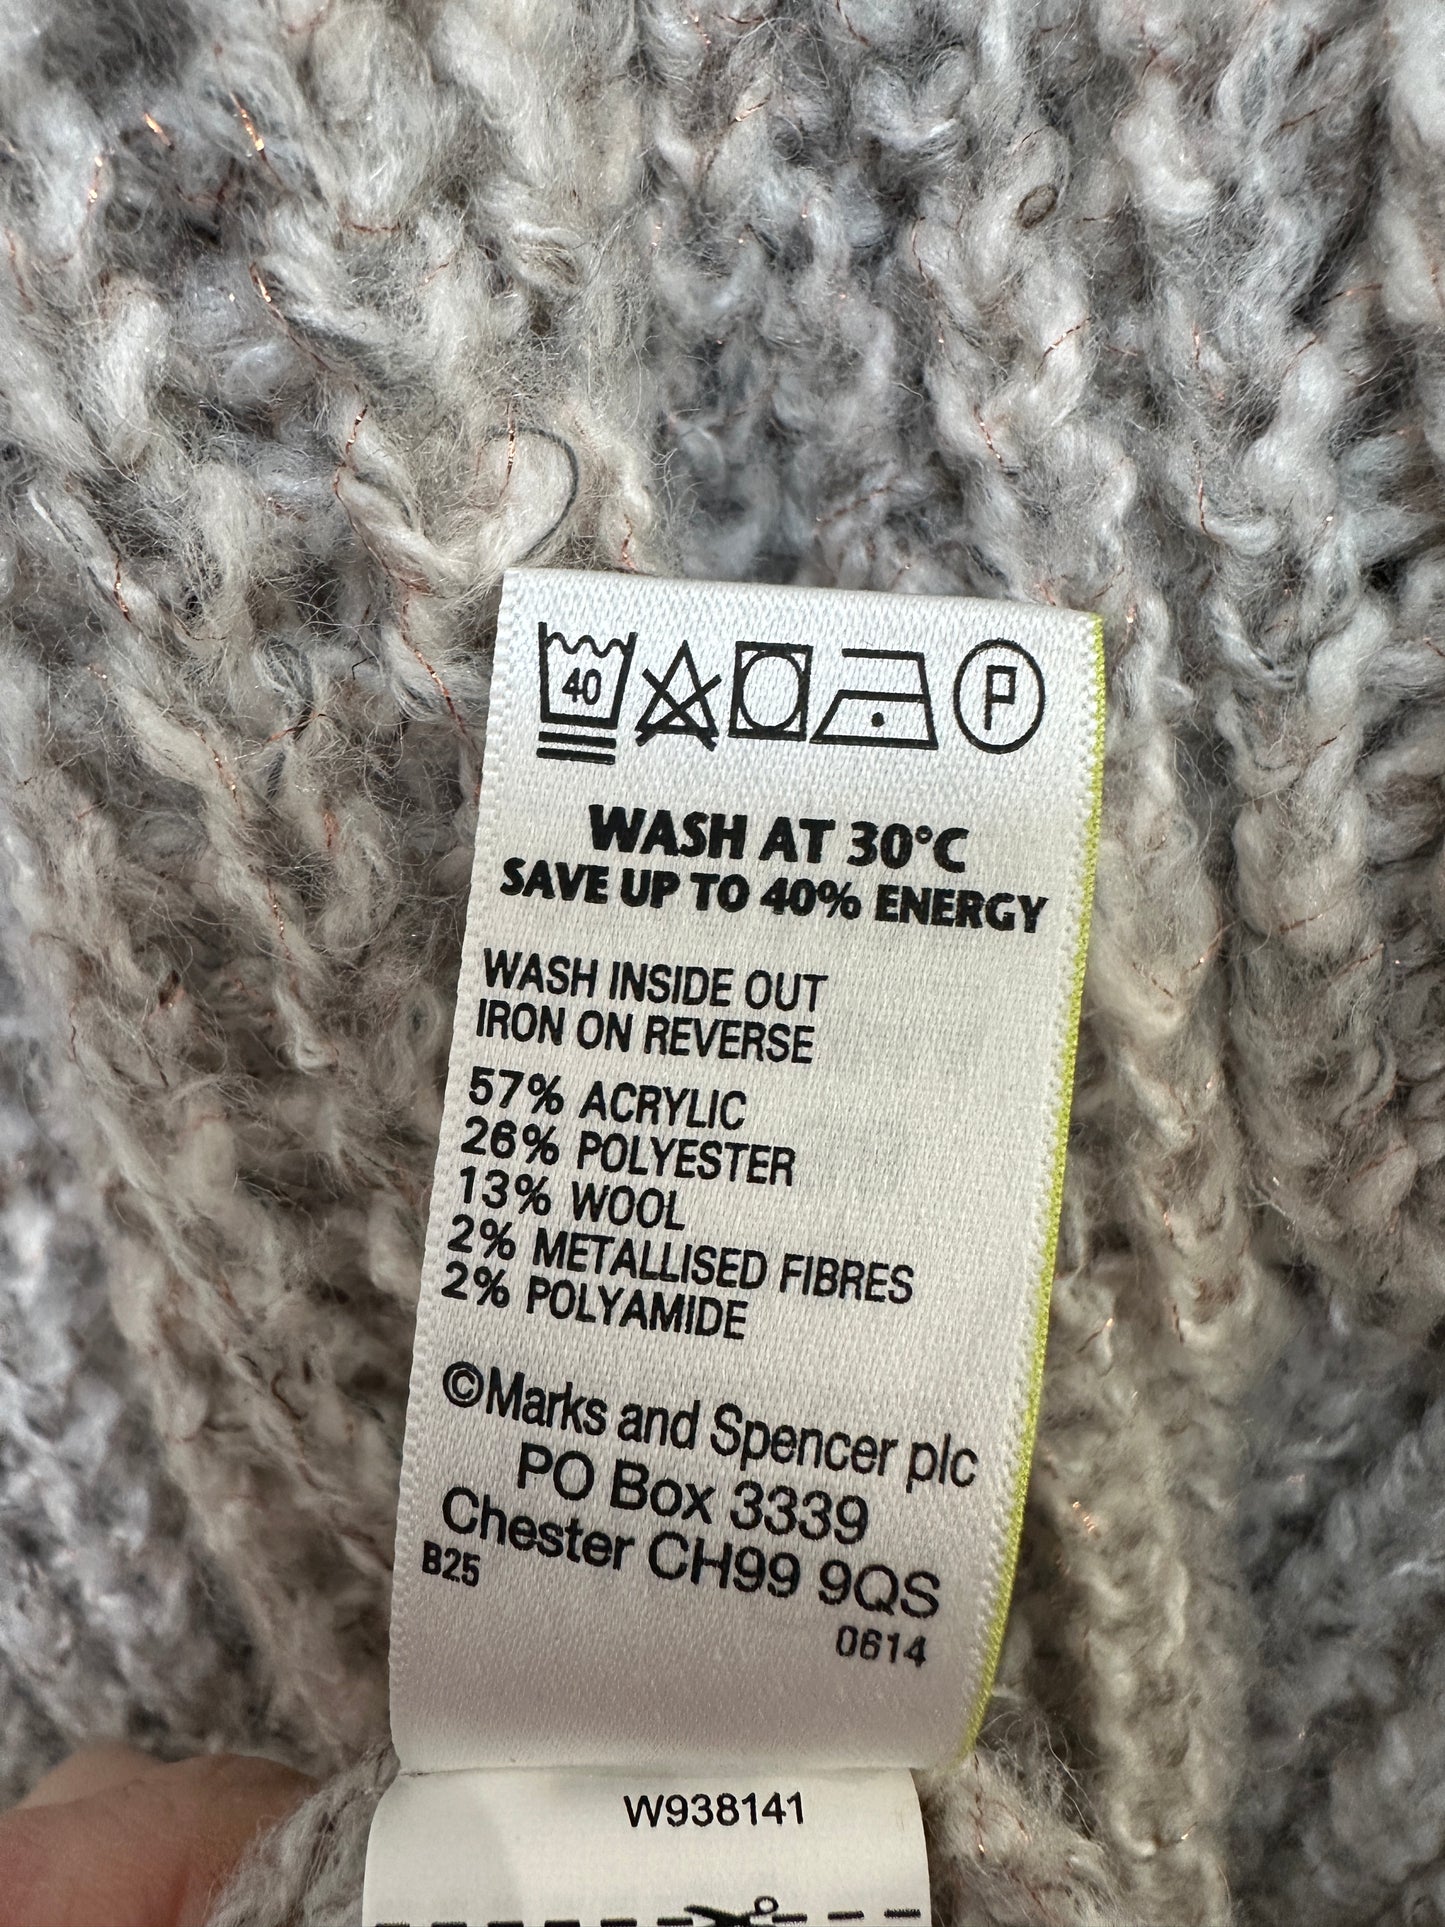 40 P
WASH AT 30°C
SAVE UP TO 40% ENERGY
WASH INSIDE OUT
IRON ON REVERSE
57% ACRYLIC
26% POLYESTER
13% WOOL
2% METALLISED FIBRES
2% POLYAMIDE
©Marks and Spencer plc
PO Box 3339
Chester CH99 9QS
B25
0614
W938141